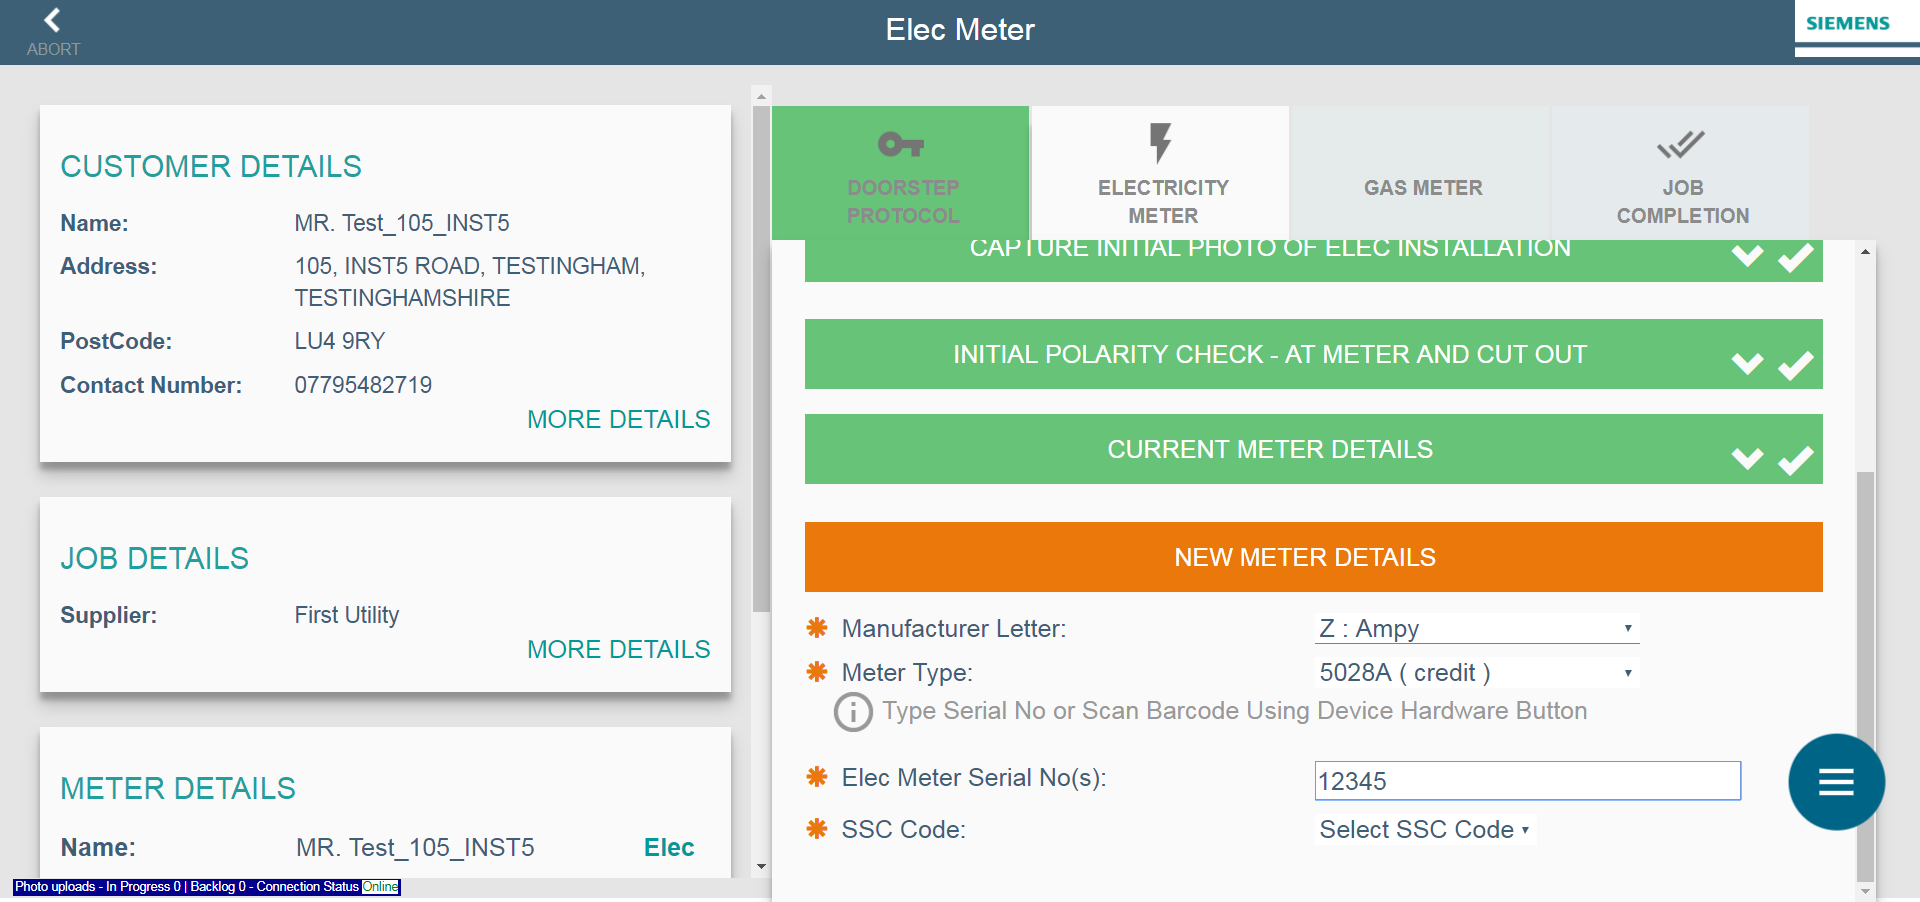 ABORT
Elec Meter
SIEMENS
CUSTOMER DETAILS
Name: MR. Test_105_INST5
Address: 105, INST5 ROAD, TESTINGHAM,
TESTINGHAMSHIRE
PostCode: LU4 9RY
Contact Number: 07795482719
MORE DETAILS
JOB DETAILS
Supplier: First Utility
MORE DETAILS
METER DETAILS
Name: MR. Test_105_INST5 Elec
Photo uploads - In Progress 0 | Backlog 0 - Connection Status Online
DOORSTEP
PROTOCOL
ELECTRICITY
METER
GAS METER
JOB
COMPLETION
CAPTURE INITIAL PHOTO OF ELEC INSTALLATION
INITIAL POLARITY CHECK - AT METER AND CUT OUT
CURRENT METER DETAILS
NEW METER DETAILS
Manufacturer Letter: Z : Ampy
Meter Type: 5028A ( credit )
Type Serial No or Scan Barcode Using Device Hardware Button
Elec Meter Serial No(s): 12345
SSC Code: Select SSC Code